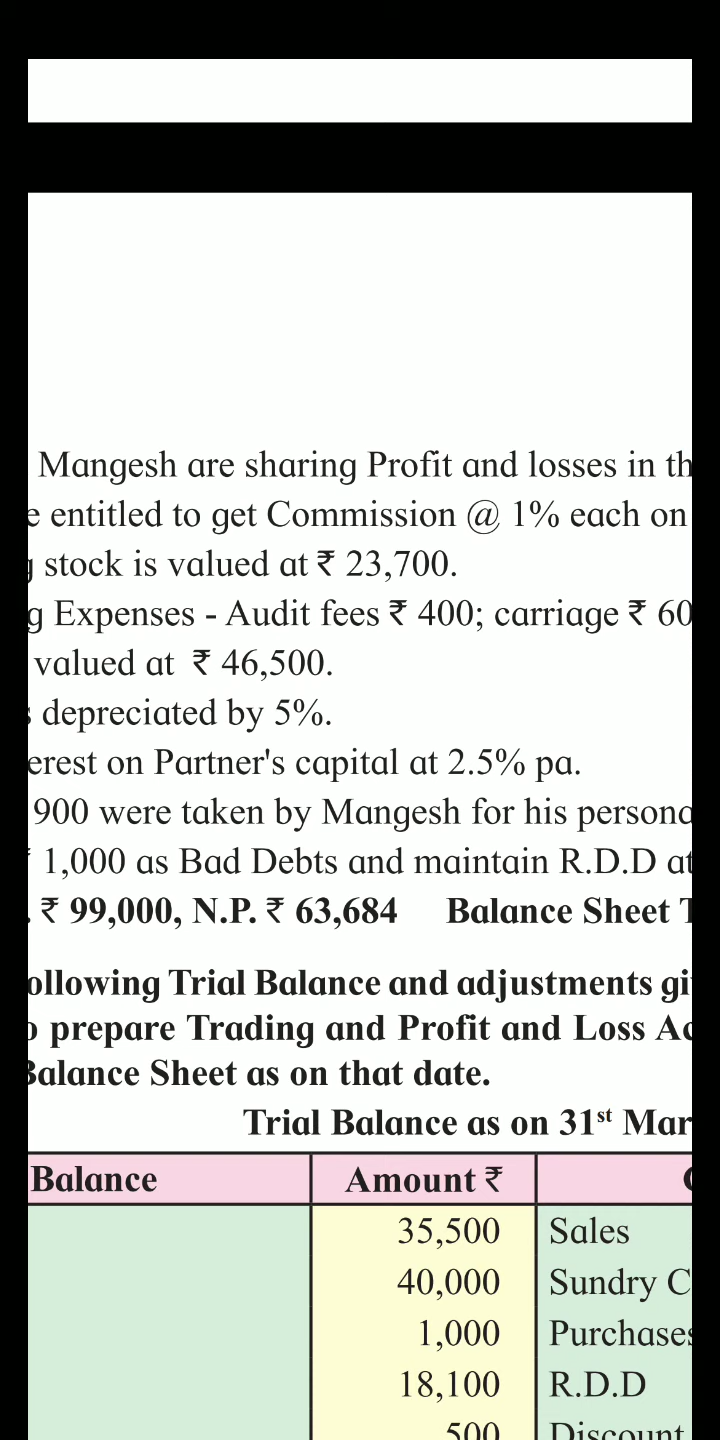 Mangesh are sharing Profit and losses in th
e entitled to get Commission @ 1% each on
g stock is valued at ₹ 23,700.
g Expenses - Audit fees ₹ 400; carriage ₹ 60
valued at ₹ 46,500.
s depreciated by 5%.
erest on Partner's capital at 2.5% pa.
900 were taken by Mangesh for his persona
₹ 1,000 as Bad Debts and maintain R.D.D at
. ₹ 99,000, N.P. ₹ 63,684 Balance Sheet T
ollowing Trial Balance and adjustments gi
o prepare Trading and Profit and Loss Ac
Balance Sheet as on that date.
Trial Balance as on 31st Mar
Balance Amount ₹
35,500 Sales
40,000 Sundry C
1,000 Purchases
18,100 R.D.D
500 Discount